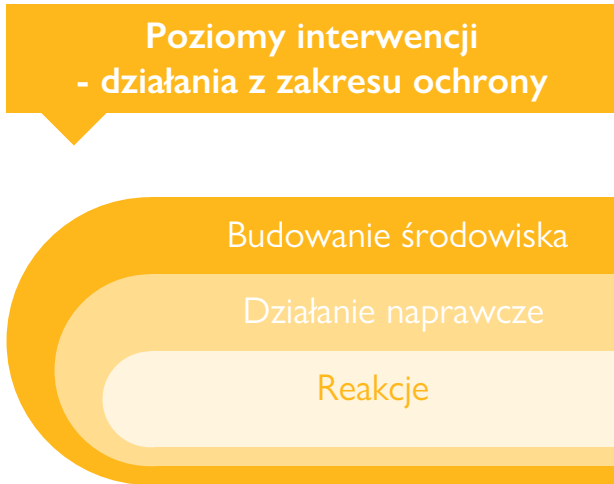 Poziomy interwencji
- działania z zakresu ochrony
Budowanie środowiska
Działanie naprawcze
Reakcje